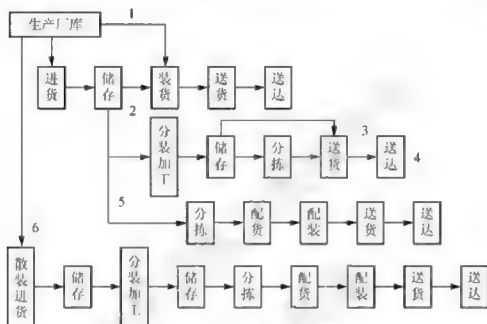 生产厂库
1
进货
储存
装货
送货
送达
2
分装加工
储存
分拣
送货
3
送达
4
5
分拣
配货
配装
送货
送达
6
散装进货
储存
分装加工
储存
分拣
配货
配装
送货
送达